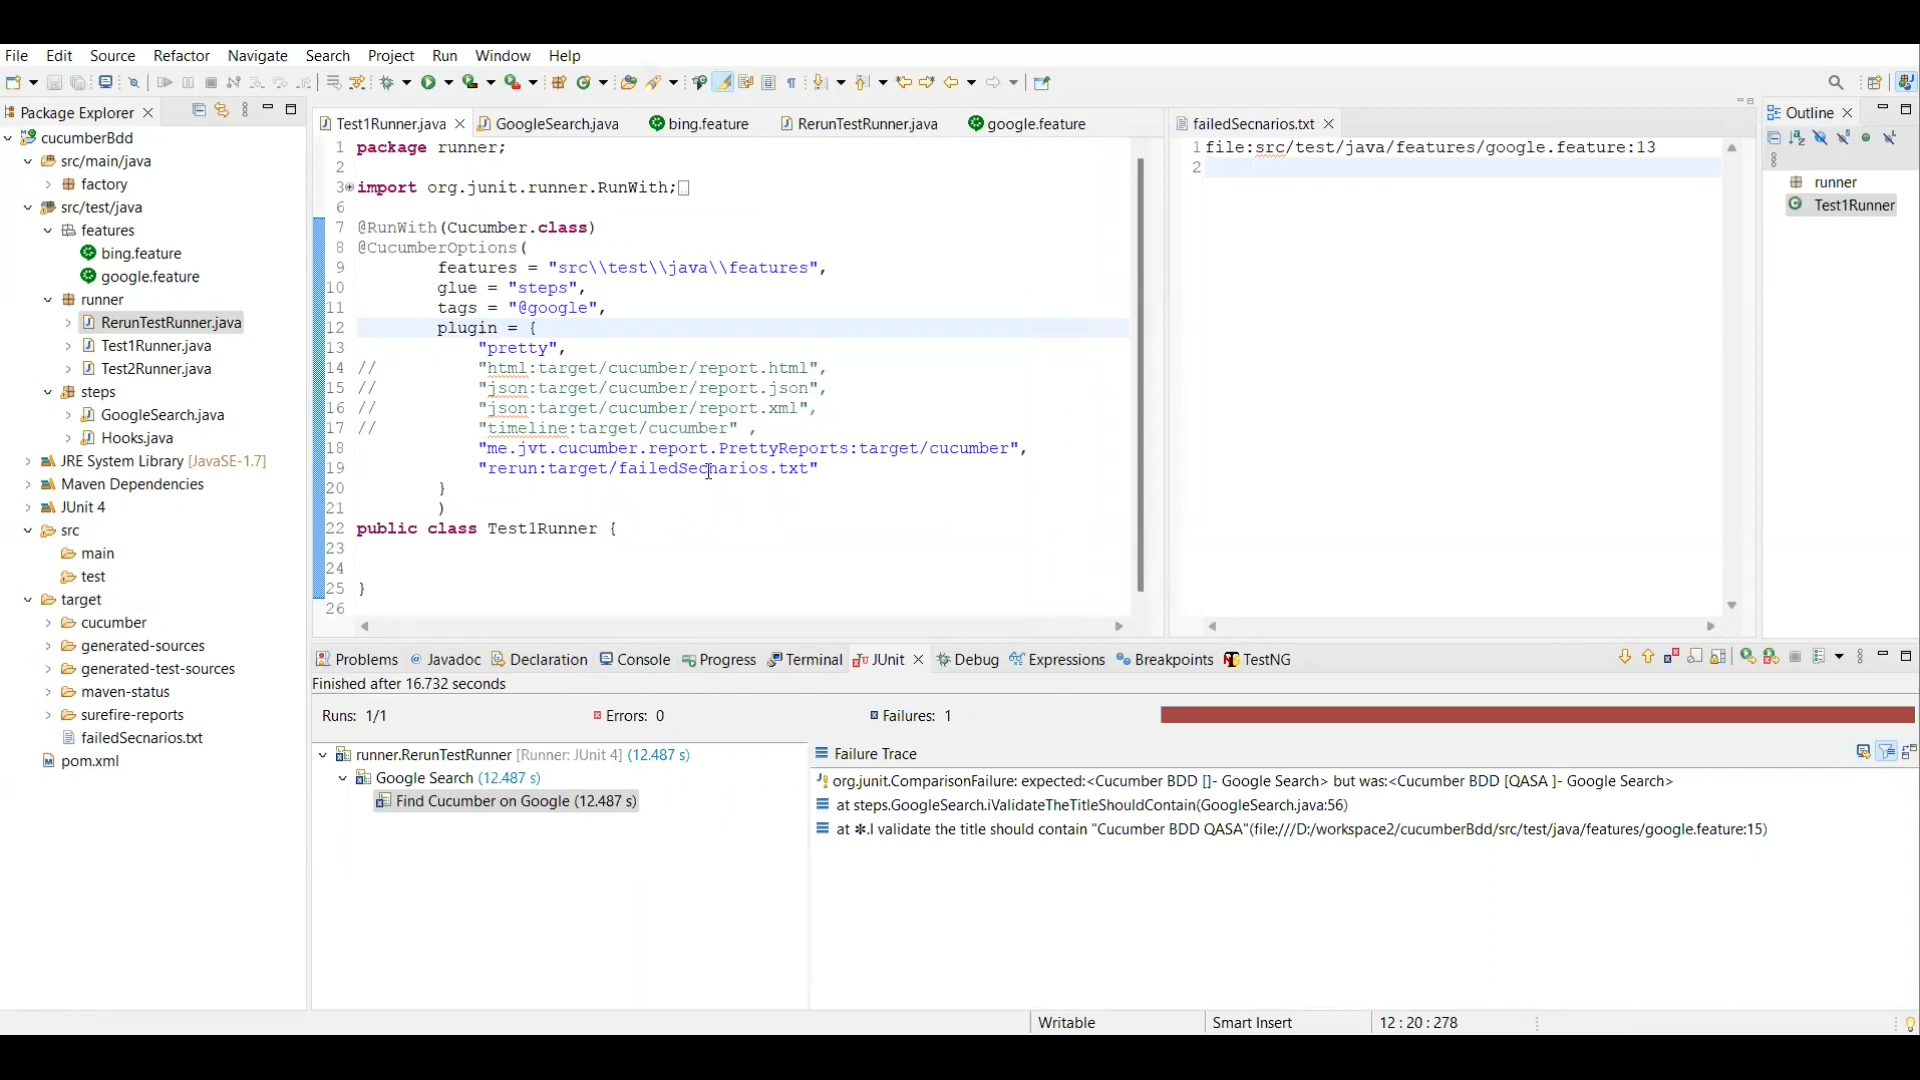 File Edit Source Refactor Navigate Search Project Run Window Help
Package Explorer
cucumberBdd
src/main/java
factory
src/test/java
features
bing.feature
google.feature
runner
RerunTestRunner.java
Test1Runner.java
Test2Runner.java
steps
GoogleSearch.java
Hooks.java
JRE System Library [JavaSE-1.7]
Maven Dependencies
JUnit 4
src
main
test
target
cucumber
generated-sources
generated-test-sources
maven-status
surefire-reports
failedSecnarios.txt
pom.xml
Test1Runner.java GoogleSearch.java bing.feature RerunTestRunner.java google.feature
1 package runner;
2
3 import org.junit.runner.RunWith;
6
7 @RunWith(Cucumber.class)
8 @CucumberOptions(
9 features = "src\\test\\java\\features",
10 glue = "steps",
11 tags = "@google",
12 plugin = {
13 "pretty",
14 // "html:target/cucumber/report.html",
15 // "json:target/cucumber/report.json",
16 // "json:target/cucumber/report.xml",
17 // "timeline:target/cucumber" ,
18 "me.jvt.cucumber.report.PrettyReports:target/cucumber",
19 "rerun:target/failedSecnarios.txt"
20 }
21 )
22 public class Test1Runner {
23
24
25 }
26
failedSecnarios.txt
1 file:src/test/java/features/google.feature:13
2
Outline
runner
Test1Runner
Problems Javadoc Declaration Console Progress Terminal JUnit Debug Expressions Breakpoints TestNG
Finished after 16.732 seconds
Runs: 1/1 Errors: 0 Failures: 1
runner.RerunTestRunner [Runner: JUnit 4] (12.487 s)
Google Search (12.487 s)
Find Cucumber on Google (12.487 s)
Failure Trace
org.junit.ComparisonFailure: expected:<Cucumber BDD []- Google Search> but was:<Cucumber BDD [QASA ]- Google Search>
at steps.GoogleSearch.iValidateTheTitleShouldContain(GoogleSearch.java:56)
at ✽.I validate the title should contain "Cucumber BDD QASA"(file:///D:/workspace2/cucumberBdd/src/test/java/features/google.feature:15)
Writable Smart Insert 12 : 20 : 278